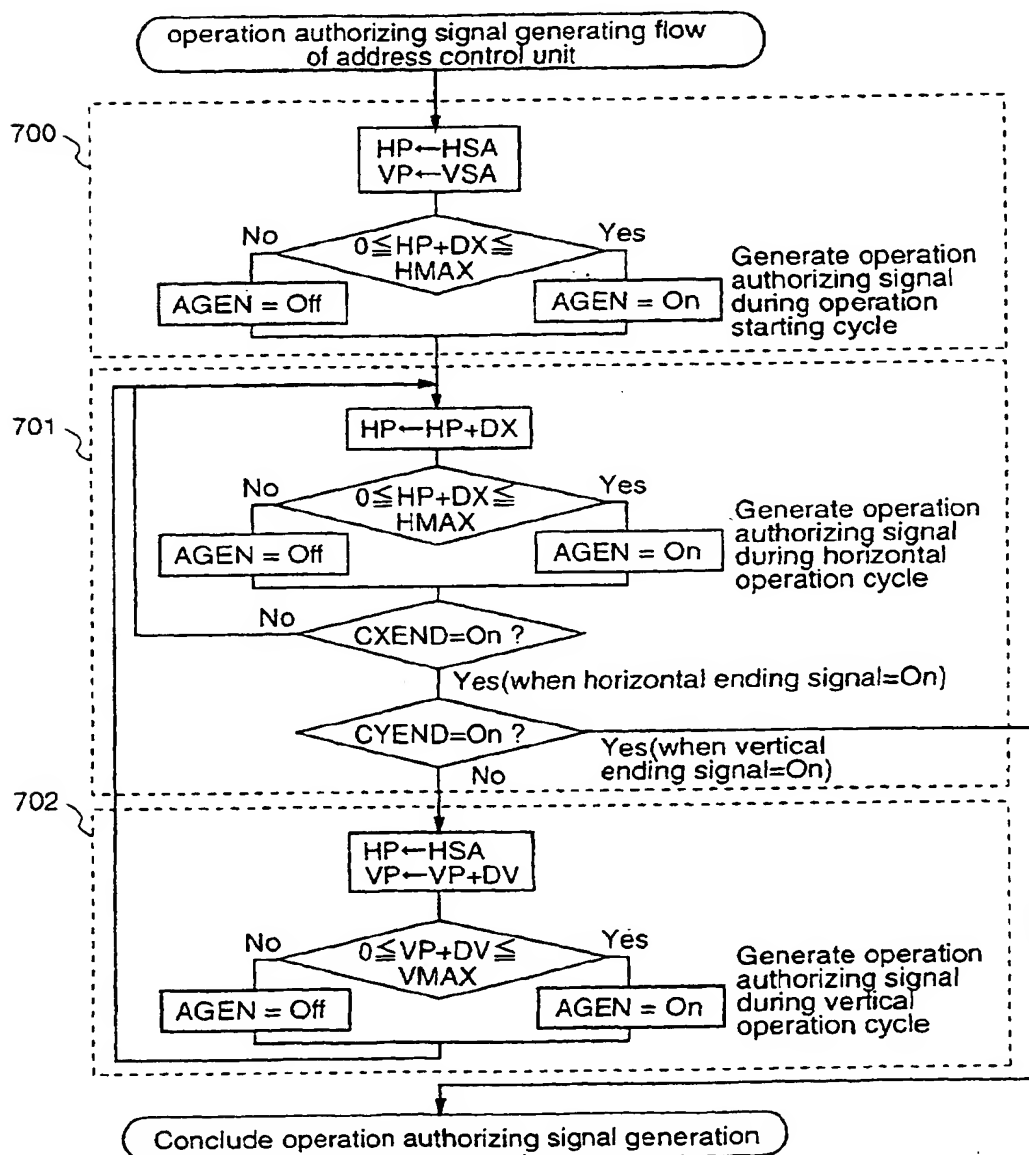 operation authorizing signal generating flow
of address control unit
700
HP←HSA
VP←VSA
No
0≦HP+DX≦
HMAX
Yes
AGEN = Off
AGEN = On
Generate operation
authorizing signal
during operation
starting cycle
701
HP←HP+DX
No
0≦HP+DX≦
HMAX
Yes
AGEN = Off
AGEN = On
Generate operation
authorizing signal
during horizontal
operation cycle
No
CXEND=On ?
Yes(when horizontal ending signal=On)
CYEND=On ?
Yes(when vertical
ending signal=On)
No
702
HP←HSA
VP←VP+DV
No
0≦VP+DV≦
VMAX
Yes
AGEN = Off
AGEN = On
Generate operation
authorizing signal
during vertical
operation cycle
Conclude operation authorizing signal generation